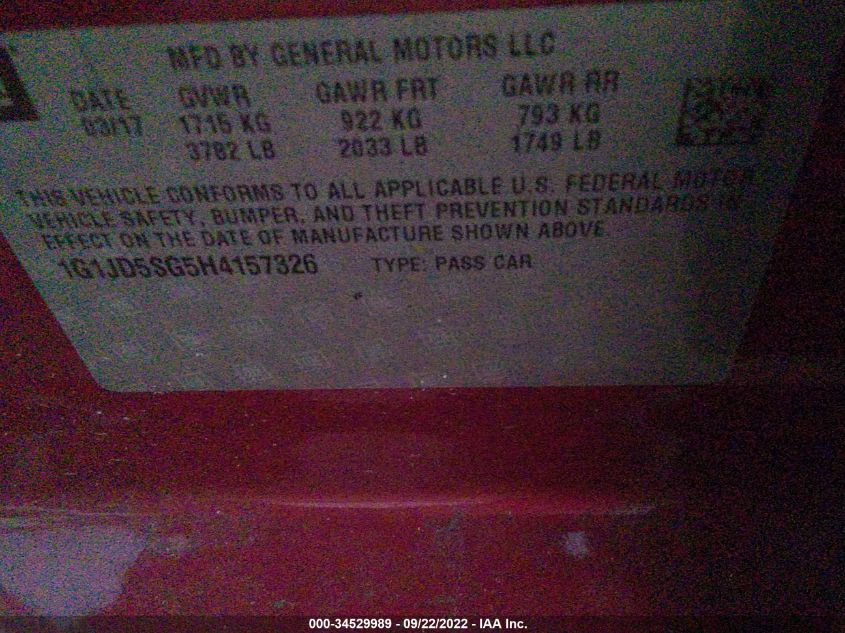 MFD BY GENERAL MOTORS LLC
DATE GVWR GAWR FRT GAWR RR
03/17 1715 KG 922 KG 793 KG
3782 LB 2033 LB 1749 LB
THIS VEHICLE CONFORMS TO ALL APPLICABLE U.S. FEDERAL MOTOR
VEHICLE SAFETY, BUMPER, AND THEFT PREVENTION STANDARDS IN
EFFECT ON THE DATE OF MANUFACTURE SHOWN ABOVE.
1G1JD5SG5H4157326 TYPE: PASS CAR
000-34529989 - 09/22/2022 - IAA Inc.